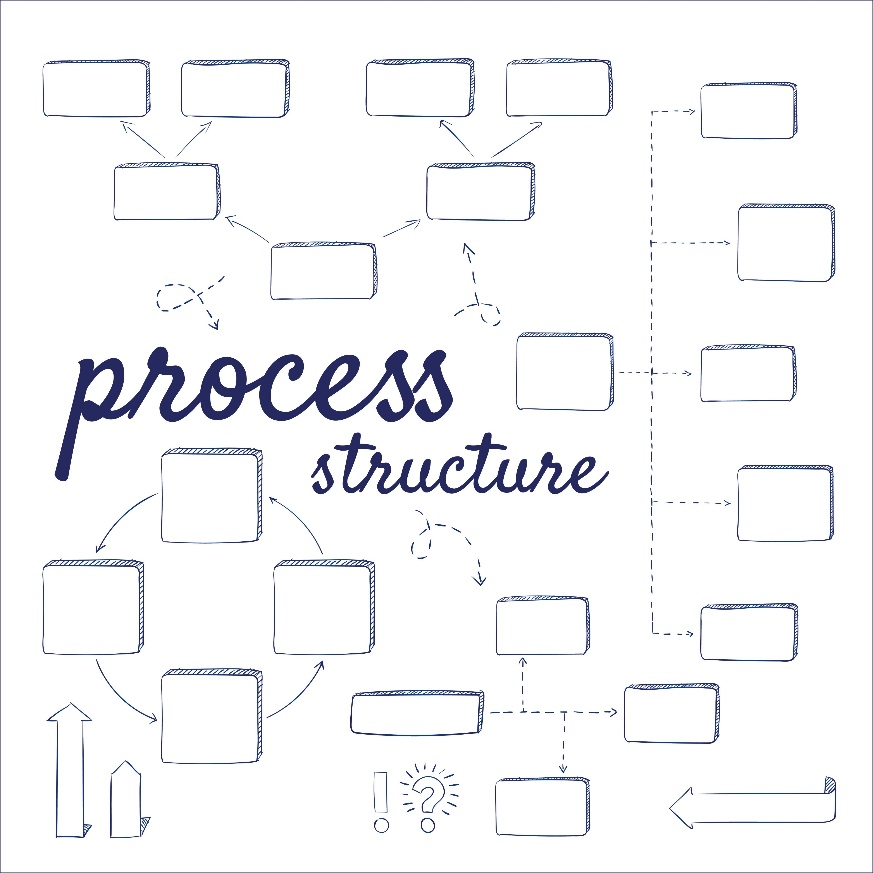 process
structure
! ?